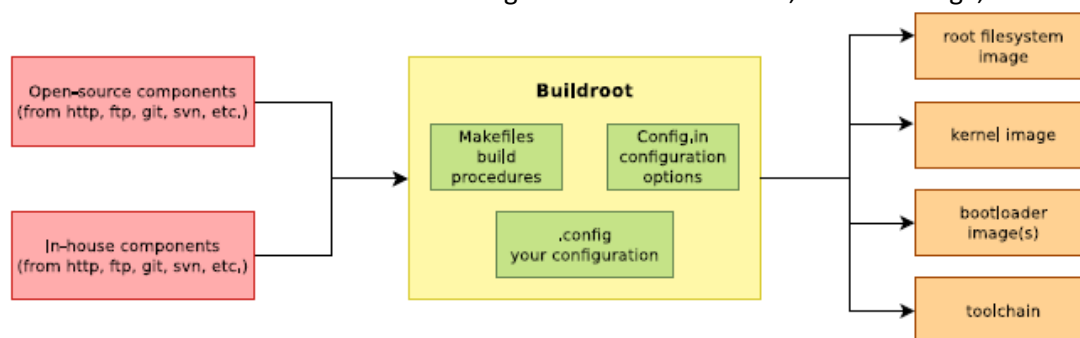 Open-source components
(from http, ftp, git, svn, etc.)
In-house components
(from http, ftp, git, svn, etc.)
Buildroot
Makefiles
build
procedures
Config.in
configuration
options
.config
your configuration
root filesystem
image
kernel image
bootloader
image(s)
toolchain